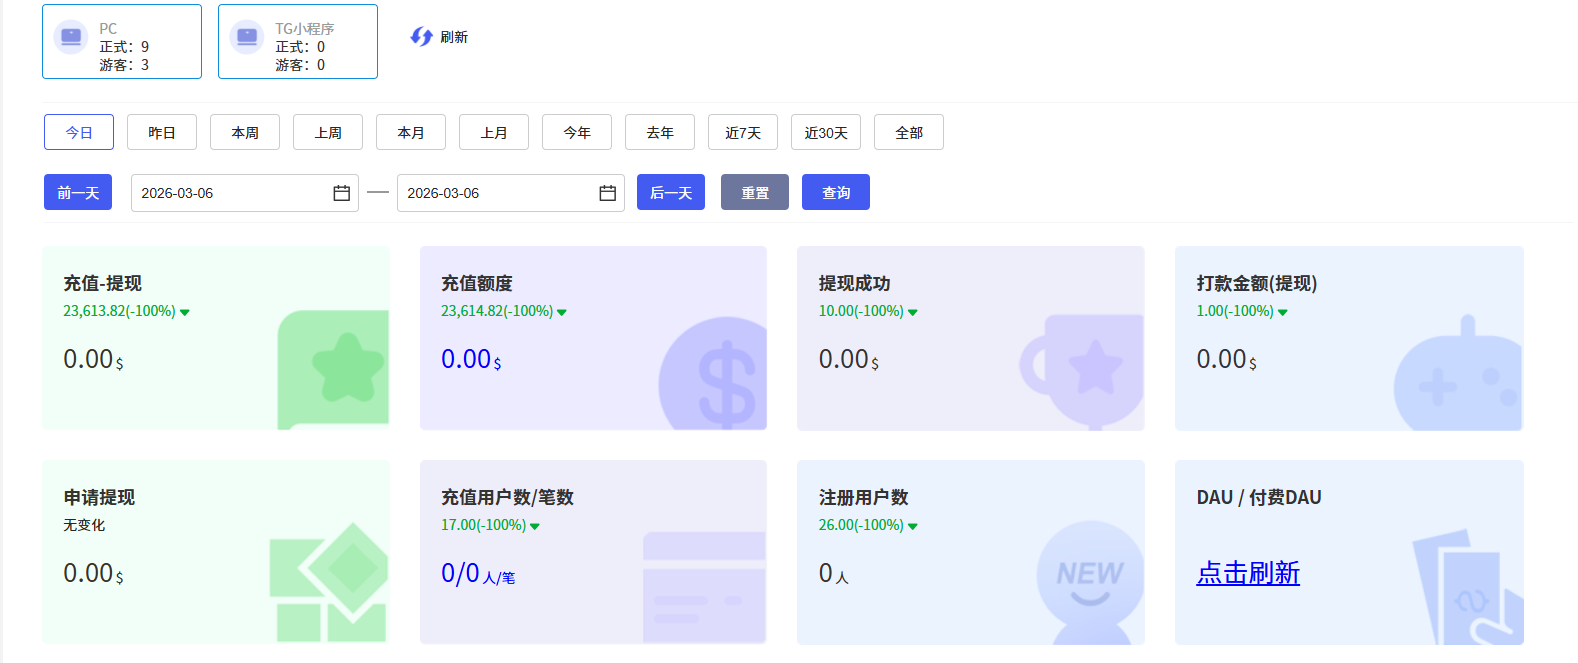 PC
正式：9
游客：3
TG小程序
正式：0
游客：0
刷新
今日 昨日 本周 上周 本月 上月 今年 去年 近7天 近30天 全部
前一天 2026-03-06 — 2026-03-06 后一天 重置 查询
充值-提现
23,613.82(-100%)
0.00 $
充值额度
23,614.82(-100%)
0.00 $
提现成功
10.00(-100%)
0.00 $
打款金额(提现)
1.00(-100%)
0.00 $
申请提现
无变化
0.00 $
充值用户数/笔数
17.00(-100%)
0/0 人/笔
注册用户数
26.00(-100%)
0 人
NEW
DAU / 付费DAU
点击刷新